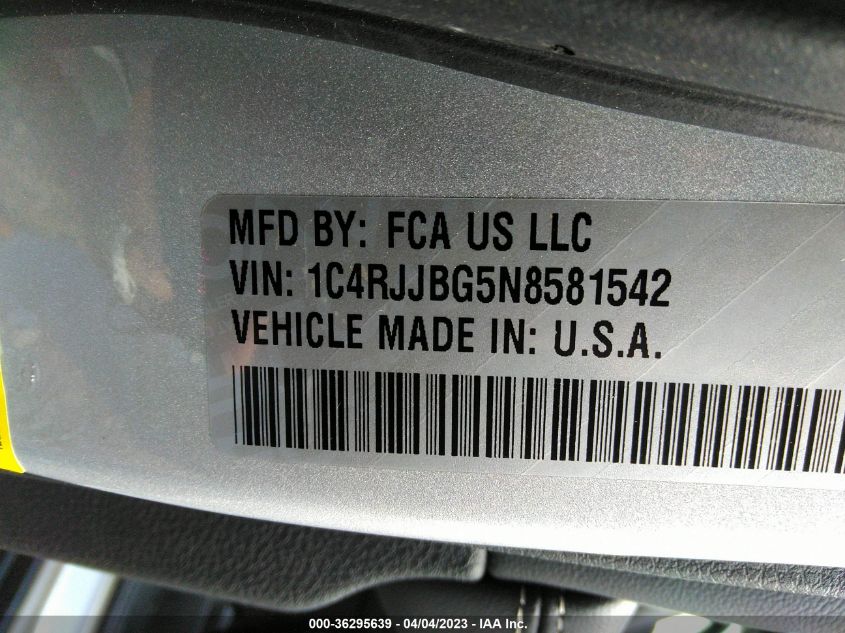 MFD BY: FCA US LLC
VIN: 1C4RJJBG5N8581542
VEHICLE MADE IN: U.S.A.
000-36295639 - 04/04/2023 - IAA Inc.